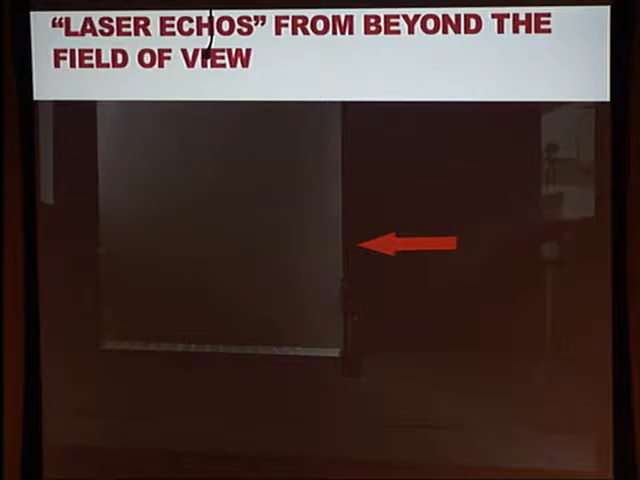 “LASER ECHOS” FROM BEYOND THE
FIELD OF VIEW